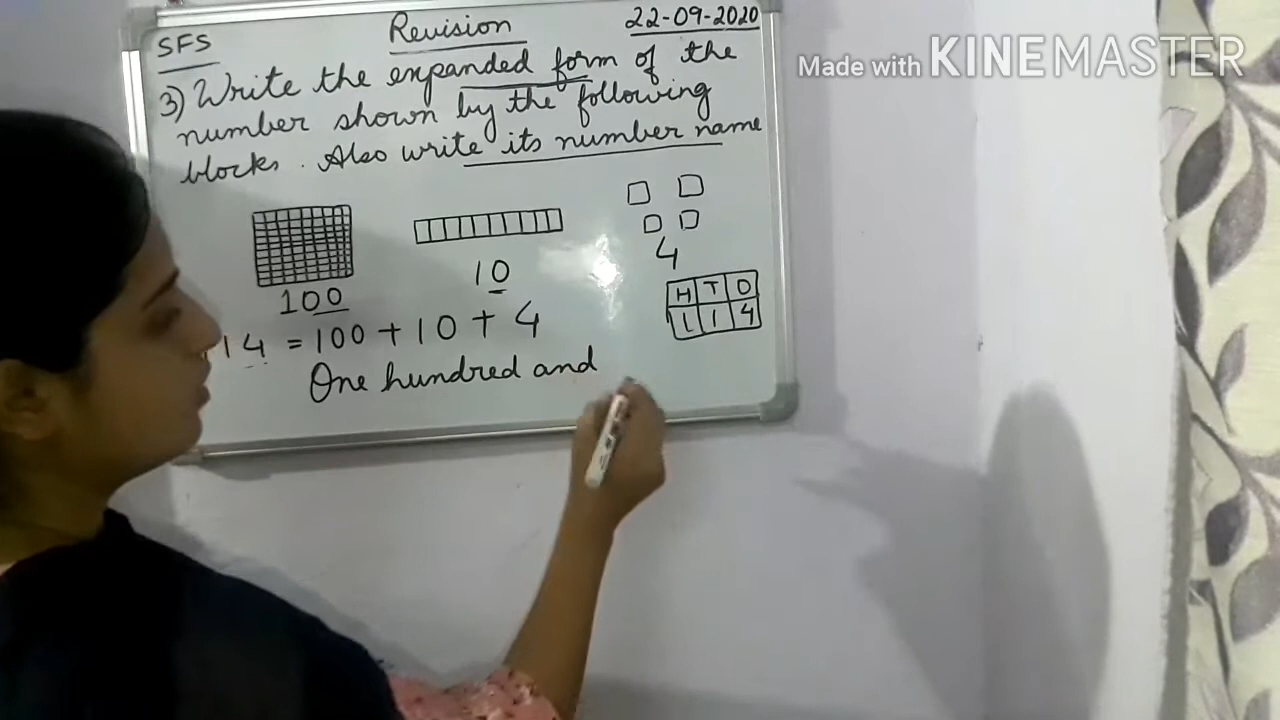 SFS Revision 22-09-2020
Made with KINEMASTER
3) Write the expanded form of the
number shown by the following
blocks. Also write its number name
100 10 4
H T O
1 1 4
14 = 100 + 10 + 4
One hundred and